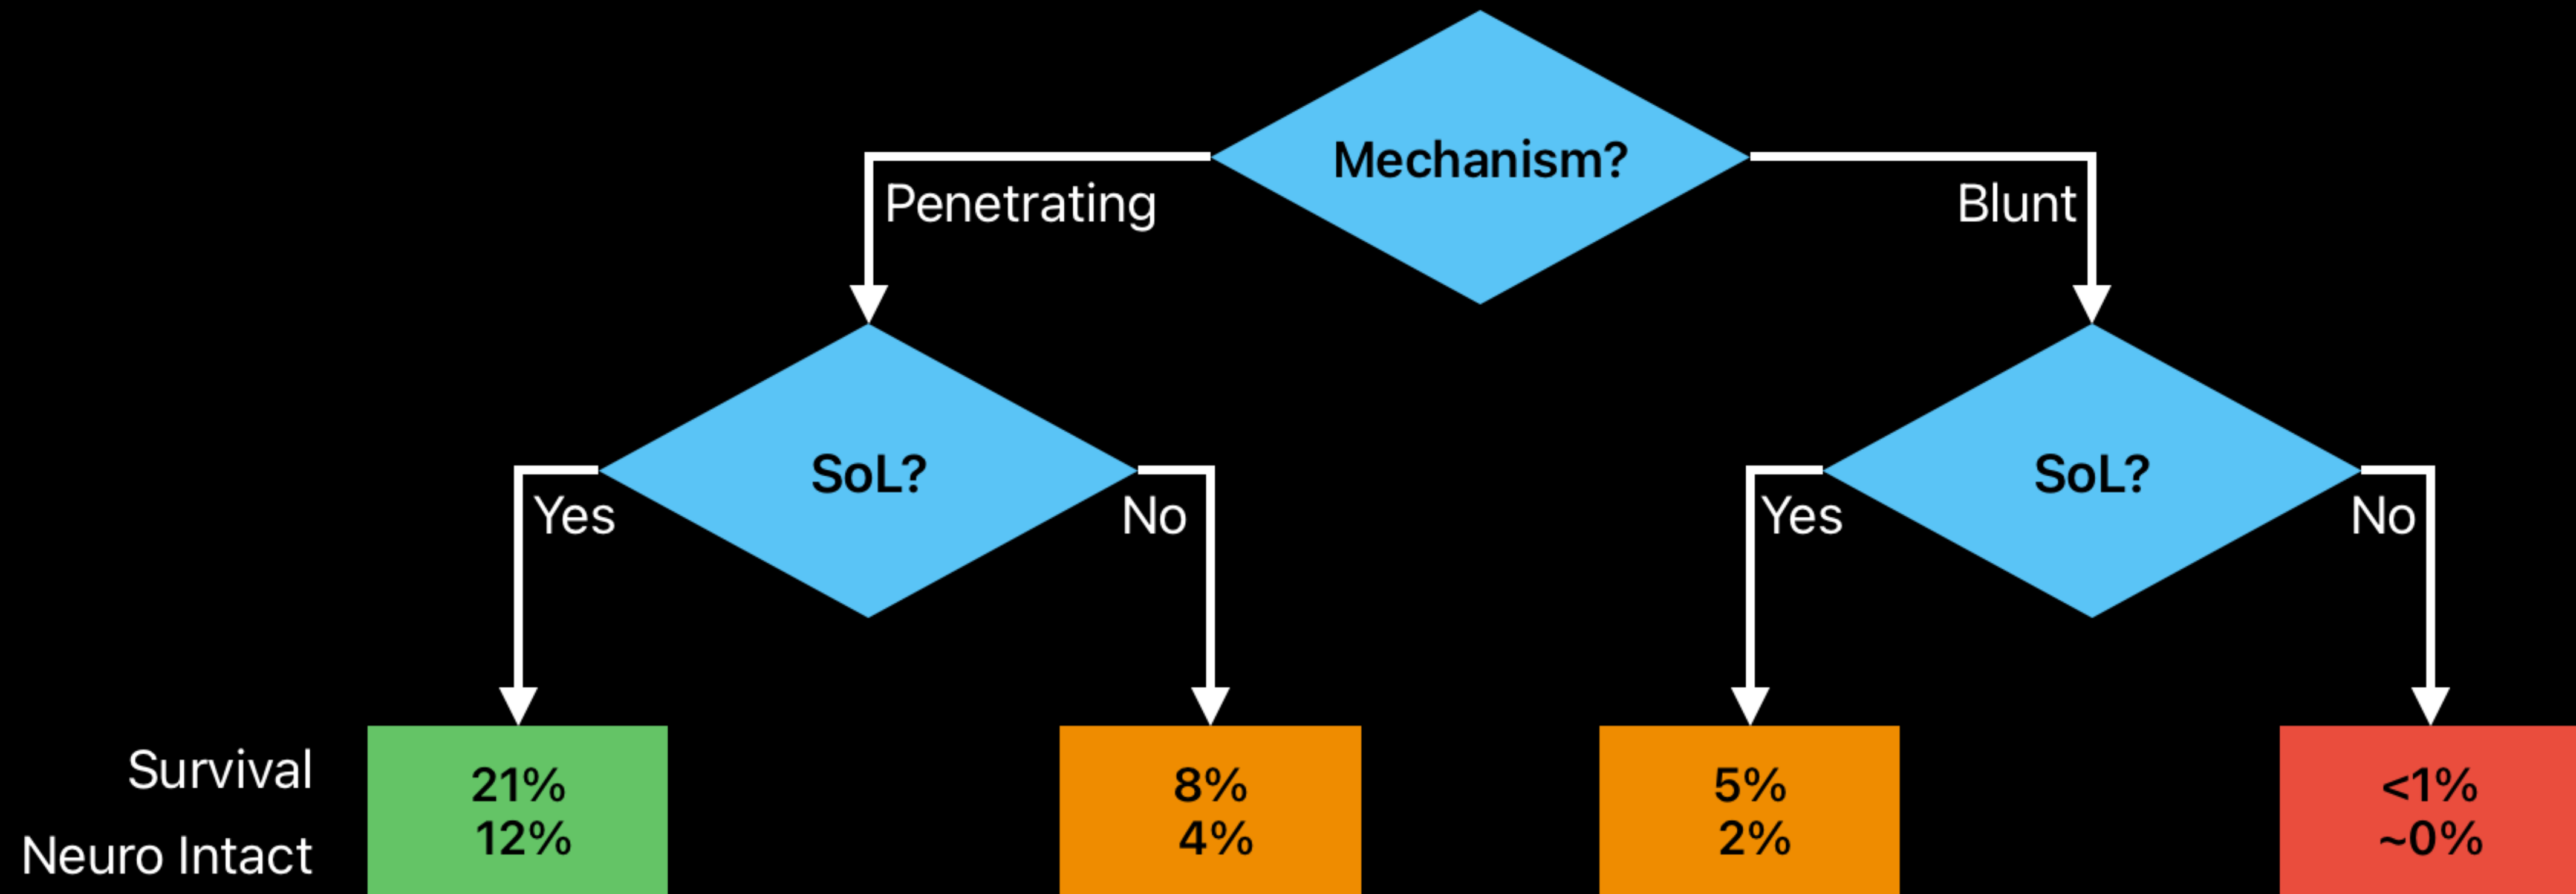 Mechanism?
Penetrating
Blunt
SoL?
SoL?
Yes
No
Yes
No
Survival
21%
8%
5%
<1%
Neuro Intact
12%
4%
2%
~0%